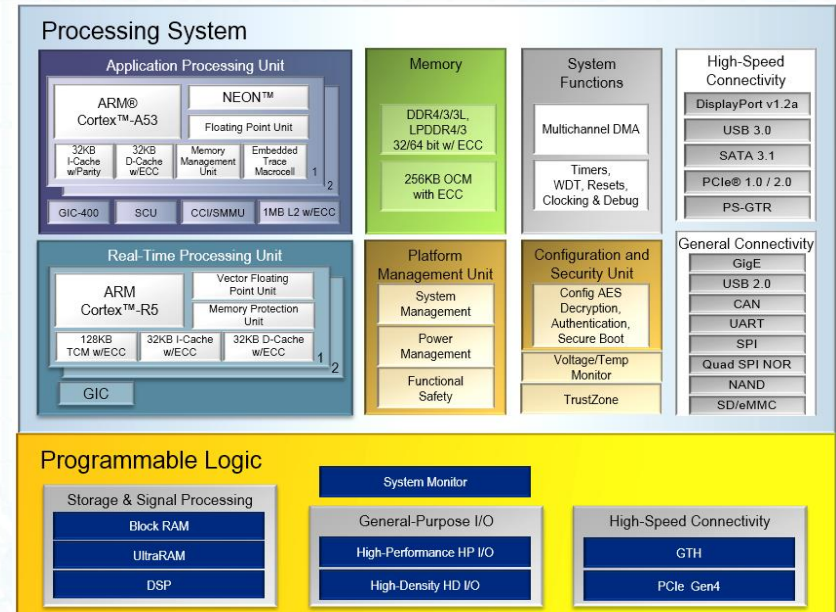 Processing System
Application Processing Unit
ARM®
Cortex™-A53
NEON™
Floating Point Unit
32KB
I-Cache
w/Parity
32KB
D-Cache
w/ECC
Memory
Management
Unit
Embedded
Trace
Macrocell
1
2
GIC-400
SCU
CCI/SMMU
1MB L2 w/ECC
Memory
DDR4/3/3L,
LPDDR4/3
32/64 bit w/ ECC
256KB OCM
with ECC
System
Functions
Multichannel DMA
Timers,
WDT, Resets,
Clocking & Debug
High-Speed
Connectivity
DisplayPort v1.2a
USB 3.0
SATA 3.1
PCIe® 1.0 / 2.0
PS-GTR
Real-Time Processing Unit
ARM
Cortex™-R5
Vector Floating
Point Unit
Memory Protection
Unit
128KB
TCM w/ECC
32KB I-Cache
w/ECC
32KB D-Cache
w/ECC
1
2
GIC
Platform
Management Unit
System
Management
Power
Management
Functional
Safety
Configuration and
Security Unit
Config AES
Decryption,
Authentication,
Secure Boot
Voltage/Temp
Monitor
TrustZone
General Connectivity
GigE
USB 2.0
CAN
UART
SPI
Quad SPI NOR
NAND
SD/eMMC
Programmable Logic
Storage & Signal Processing
Block RAM
UltraRAM
DSP
System Monitor
General-Purpose I/O
High-Performance HP I/O
High-Density HD I/O
High-Speed Connectivity
GTH
PCIe Gen4